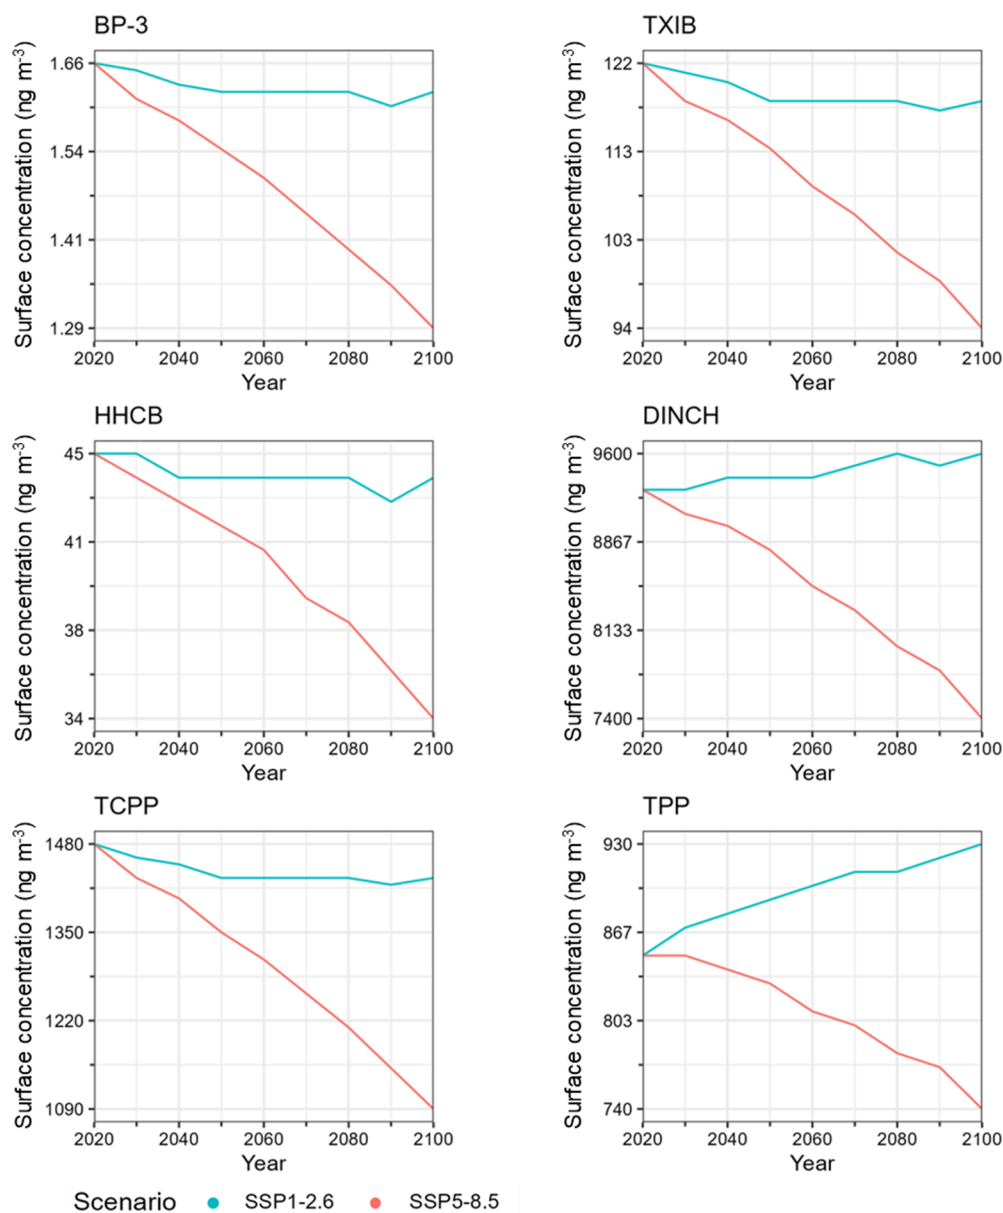 BP-3
Surface concentration (ng m⁻³)
1.66
1.54
1.41
1.29
2020 2040 2060 2080 2100
Year
TXIB
Surface concentration (ng m⁻³)
122
113
103
94
2020 2040 2060 2080 2100
Year
HHCB
Surface concentration (ng m⁻³)
45
41
38
34
2020 2040 2060 2080 2100
Year
DINCH
Surface concentration (ng m⁻³)
9600
8867
8133
7400
2020 2040 2060 2080 2100
Year
TCPP
Surface concentration (ng m⁻³)
1480
1350
1220
1090
2020 2040 2060 2080 2100
Year
TPP
Surface concentration (ng m⁻³)
930
867
803
740
2020 2040 2060 2080 2100
Year
Scenario SSP1-2.6 SSP5-8.5